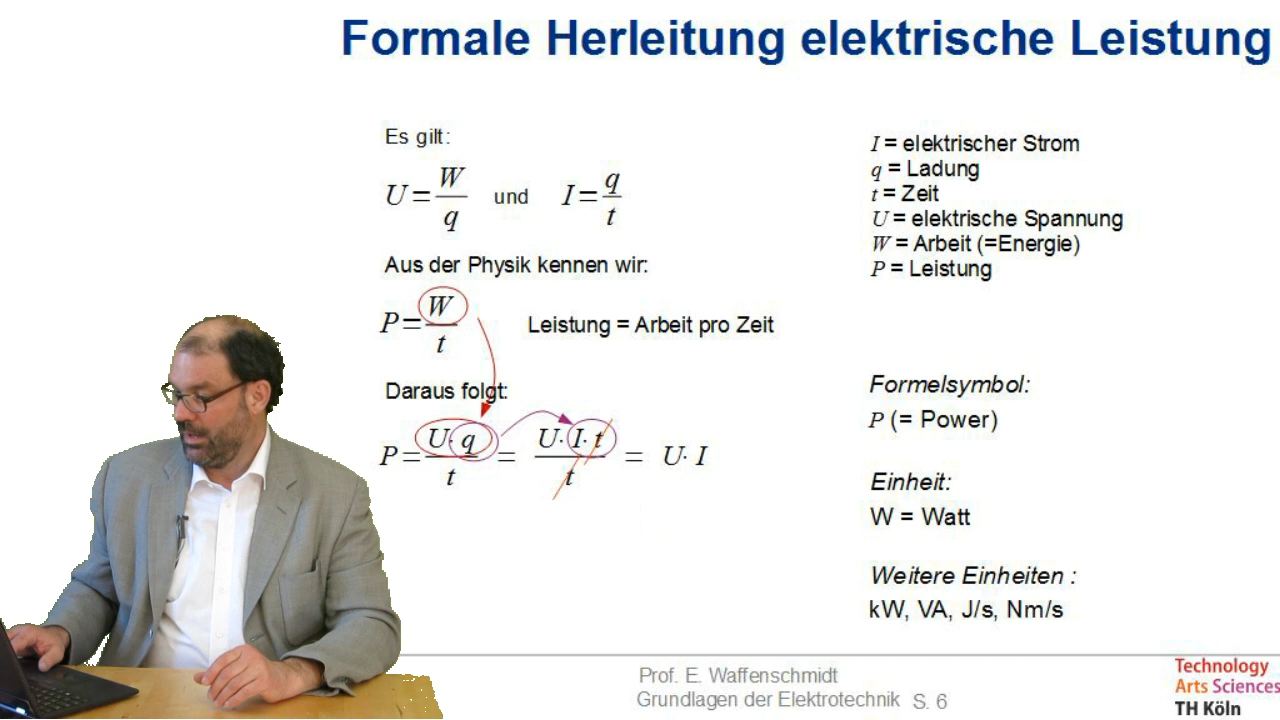 Formale Herleitung elektrische Leistung
Es gilt:
U = W/q und I = q/t
Aus der Physik kennen wir:
P = W/t Leistung = Arbeit pro Zeit
Daraus folgt:
P = U· q/t = U· I· t/t = U· I
I = elektrischer Strom
q = Ladung
t = Zeit
U = elektrische Spannung
W = Arbeit (=Energie)
P = Leistung
Formelsymbol:
P (= Power)
Einheit:
W = Watt
Weitere Einheiten :
kW, VA, J/s, Nm/s
Prof. E. Waffenschmidt
Grundlagen der Elektrotechnik S. 6
Technology
Arts Sciences
TH Köln